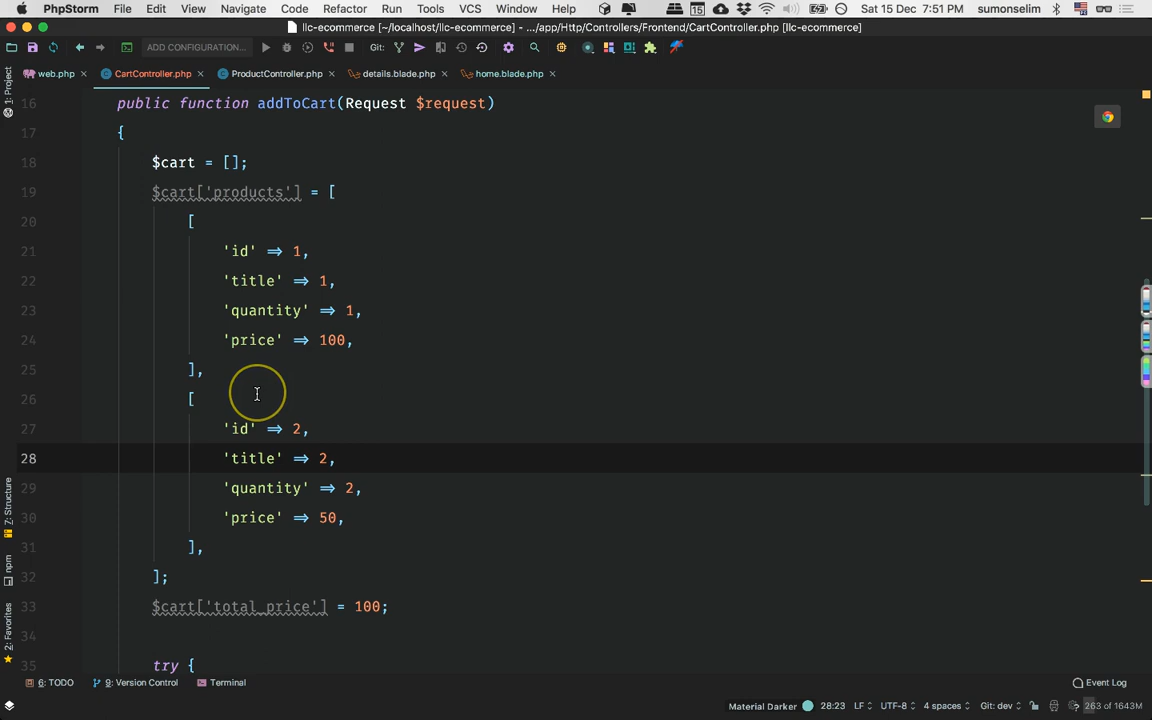 PhpStorm File Edit View Navigate Code Refactor Run Tools VCS Window Help 15 Sat 15 Dec 7:51 PM sumonselim
llc-ecommerce [~/localhost/llc-ecommerce] - .../app/Http/Controllers/Frontend/CartController.php [llc-ecommerce]
ADD CONFIGURATION... Git:
web.php CartController.php ProductController.php details.blade.php home.blade.php
1: Project
16 public function addToCart(Request $request)
17 {
18 $cart = [];
19 $cart['products'] = [
20 [
21 'id' => 1,
22 'title' => 1,
23 'quantity' => 1,
24 'price' => 100,
25 ],
26 [
27 'id' => 2,
28 'title' => 2,
29 'quantity' => 2,
30 'price' => 50,
31 ],
32 ];
33 $cart['total_price'] = 100;
34
35 try {
7: Structure
npm
2: Favorites
6: TODO 9: Version Control Terminal Event Log
Material Darker 28:23 LF UTF-8 4 spaces Git: dev 263 of 1643M